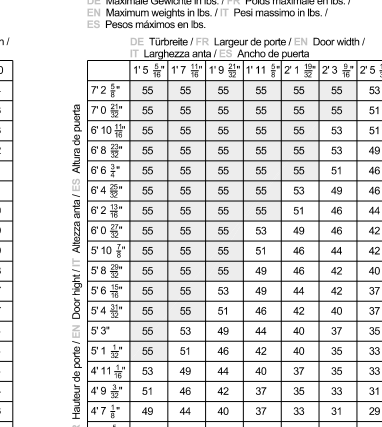 DE Maximale Gewichte in lbs. / FR Poids maximale en lbs. /
EN Maximum weights in lbs. / IT Pesi massimo in lbs. /
ES Pesos máximos en lbs.
DE Türbreite / FR Largeur de porte / EN Door width /
IT Larghezza anta / ES Ancho de puerta
Hauteur de porte / EN Door hight / IT Altezza anta / ES Altura de puerta
1' 5 5/16" 1' 7 11/16" 1' 9 21/32" 1' 11 5/8" 2' 1 19/32" 2' 3 9/16" 2' 5
7' 2 5/8" 55 55 55 55 55 55 53
7' 0 21/32" 55 55 55 55 55 55 51
6' 10 11/16" 55 55 55 55 55 53 51
6' 8 23/32" 55 55 55 55 55 53 49
6' 6 3/4" 55 55 55 55 55 51 46
6' 4 25/32" 55 55 55 55 53 49 46
6' 2 13/16" 55 55 55 55 51 46 44
6' 0 27/32" 55 55 55 53 49 46 42
5' 10 7/8" 55 55 55 51 46 44 42
5' 8 29/32" 55 55 55 49 46 42 40
5' 6 15/16" 55 55 53 49 44 42 37
5' 4 31/32" 55 55 51 46 42 40 37
5' 3" 55 53 49 44 40 37 35
5' 1 1/32" 55 51 46 42 40 35 33
4' 11 1/16" 53 49 44 40 37 35 33
4' 9 3/32" 51 46 42 37 35 33 31
4' 7 1/8" 49 44 40 37 33 31 29